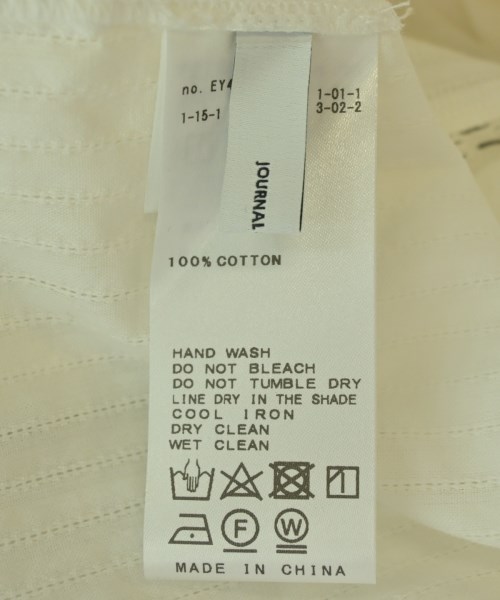 no. EY4
1-01-1
1-15-1
3-02-2
JOURNAL
100% COTTON
HAND WASH
DO NOT BLEACH
DO NOT TUMBLE DRY
LINE DRY IN THE SHADE
COOL IRON
DRY CLEAN
WET CLEAN
F
W
MADE IN CHINA